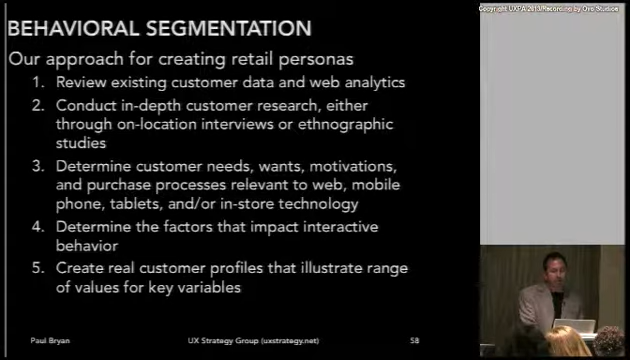 Copyright UXPA 2013/Recording by Ovo Studios
BEHAVIORAL SEGMENTATION
Our approach for creating retail personas
1. Review existing customer data and web analytics
2. Conduct in-depth customer research, either
through on-location interviews or ethnographic
studies
3. Determine customer needs, wants, motivations,
and purchase processes relevant to web, mobile
phone, tablets, and/or in-store technology
4. Determine the factors that impact interactive
behavior
5. Create real customer profiles that illustrate range
of values for key variables
Paul Bryan UX Strategy Group (uxstrategy.net) 58